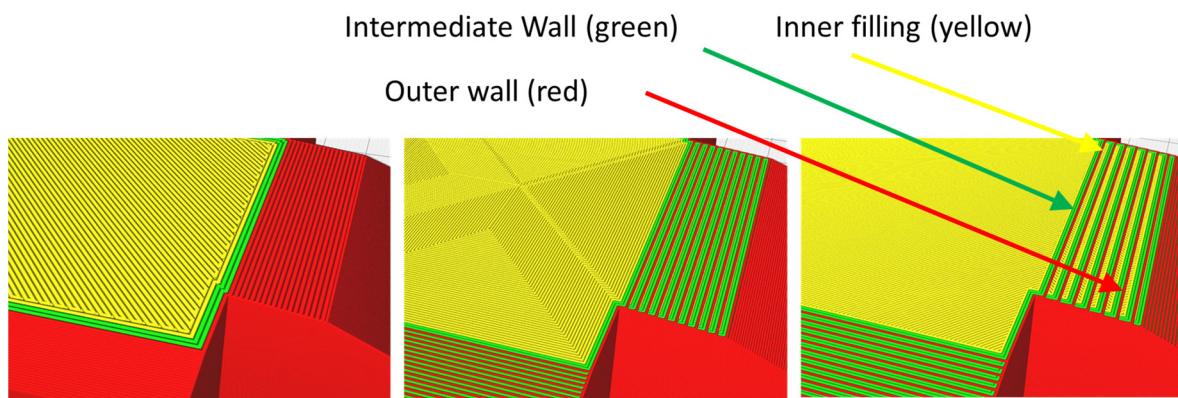 Intermediate Wall (green)
Inner filling (yellow)
Outer wall (red)